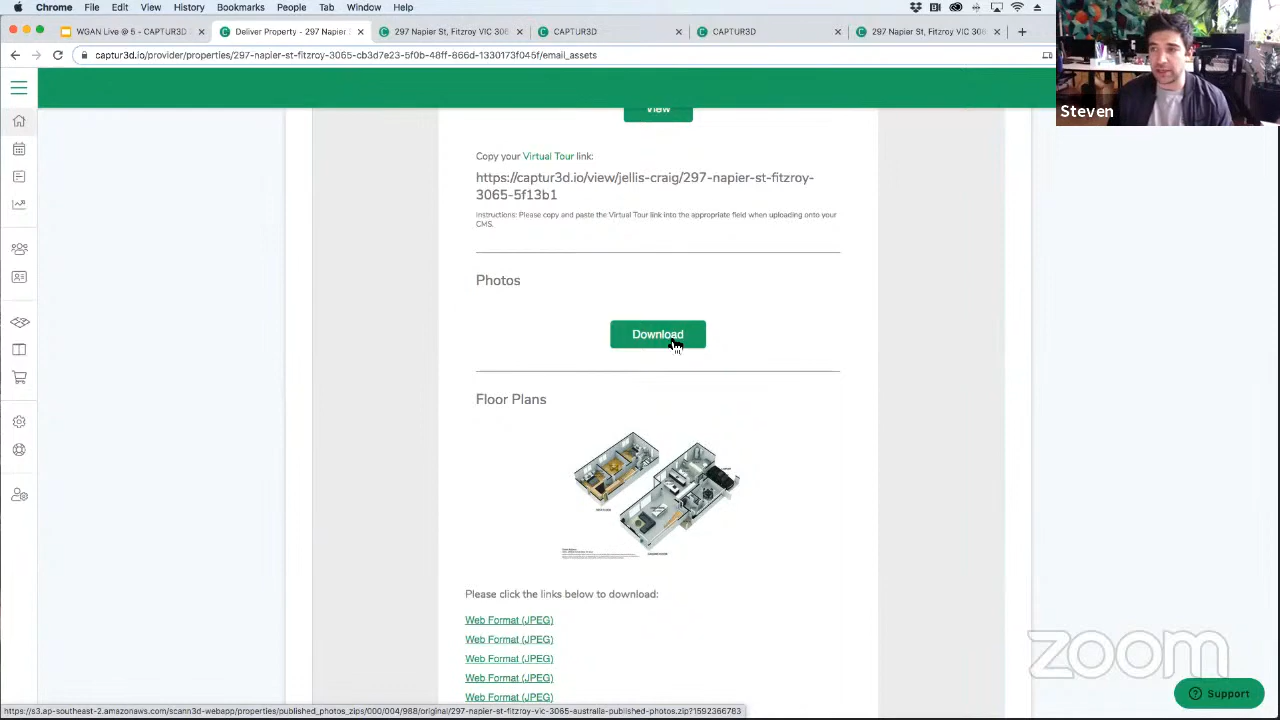 Chrome File Edit View History Bookmarks People Tab Window Help
WGAN Live @ 5 - CAPTUR3D
Deliver Property - 297 Napier
297 Napier St, Fitzroy VIC 30
CAPTUR3D
CAPTUR3D
297 Napier St, Fitzroy VIC 30
captur3d.io/provider/properties/297-napier-st-fitzroy-3065-cb3d7e23-5f0b-48ff-866d-1330173f045f/email_assets
Steven
View
Copy your Virtual Tour link:
https://captur3d.io/view/jellis-craig/297-napier-st-fitzroy-
3065-5f13b1
Instructions: Please copy and paste the Virtual Tour link into the appropriate field when uploading onto your
CMS.
Photos
Download
Floor Plans
Please click the links below to download:
Web Format (JPEG)
Web Format (JPEG)
Web Format (JPEG)
Web Format (JPEG)
Web Format (JPEG)
zoom
Support
https://s3.ap-southeast-2.amazonaws.com/scann3d-webapp/properties/published_photos_zips/000/004/988/original/297-napier-st-fitzroy-vic-3065-australia-published-photos.zip?1592366783